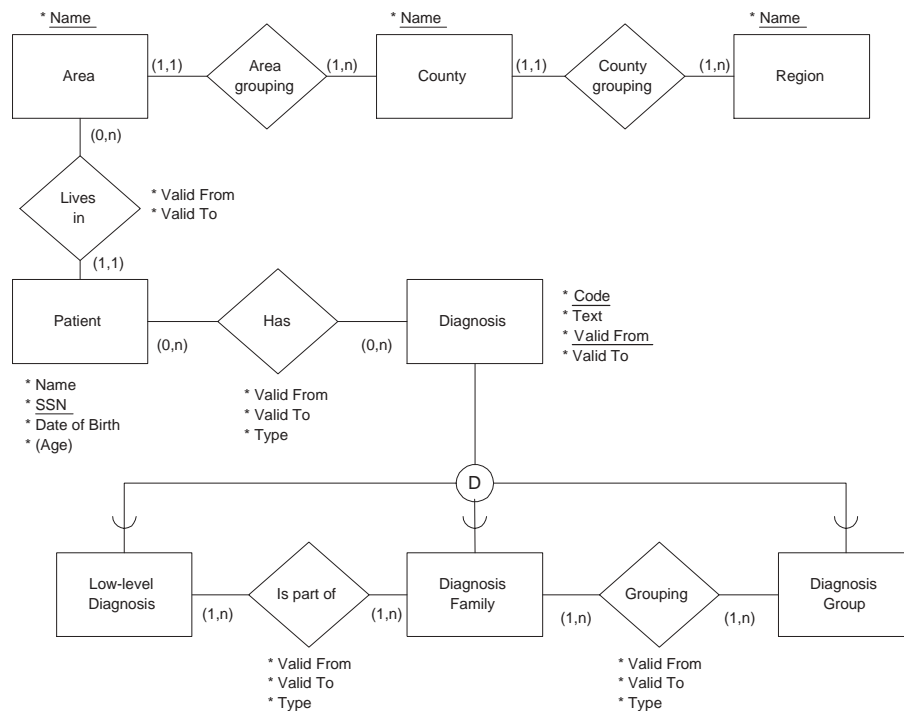 * Name
* Name
* Name
Area
(1,1)
Area
grouping
(1,n)
County
(1,1)
County
grouping
(1,n)
Region
(0,n)
Lives
in
* Valid From
* Valid To
(1,1)
Patient
(0,n)
Has
(0,n)
Diagnosis
* Code
* Text
* Valid From
* Valid To
* Name
* SSN
* Date of Birth
* (Age)
* Valid From
* Valid To
* Type
D
Low-level
Diagnosis
(1,n)
Is part of
(1,n)
Diagnosis
Family
(1,n)
Grouping
(1,n)
Diagnosis
Group
* Valid From
* Valid To
* Type
* Valid From
* Valid To
* Type